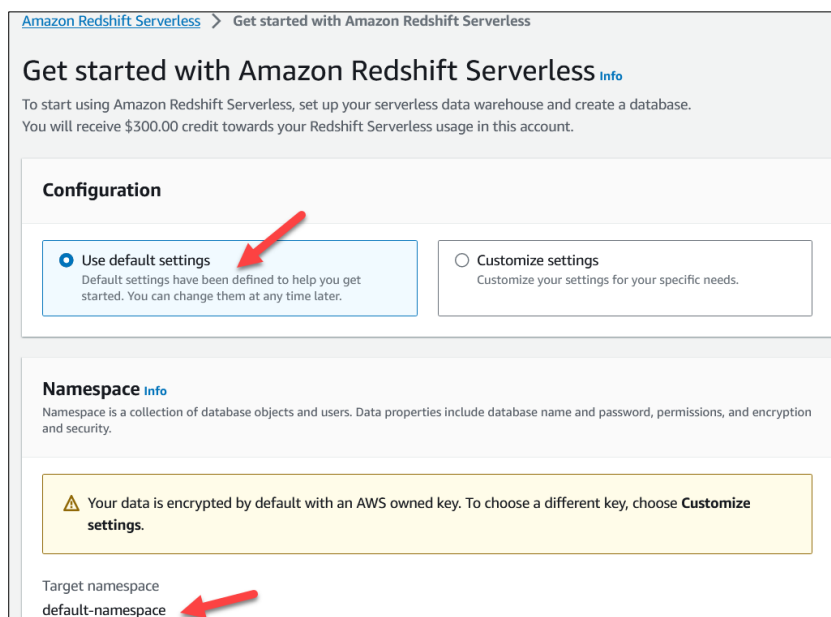 Amazon Redshift Serverless > Get started with Amazon Redshift Serverless
Get started with Amazon Redshift Serverless Info
To start using Amazon Redshift Serverless, set up your serverless data warehouse and create a database.
You will receive $300.00 credit towards your Redshift Serverless usage in this account.
Configuration
Use default settings
Default settings have been defined to help you get
started. You can change them at any time later.
Customize settings
Customize your settings for your specific needs.
Namespace Info
Namespace is a collection of database objects and users. Data properties include database name and password, permissions, and encryption
and security.
Your data is encrypted by default with an AWS owned key. To choose a different key, choose Customize
settings.
Target namespace
default-namespace